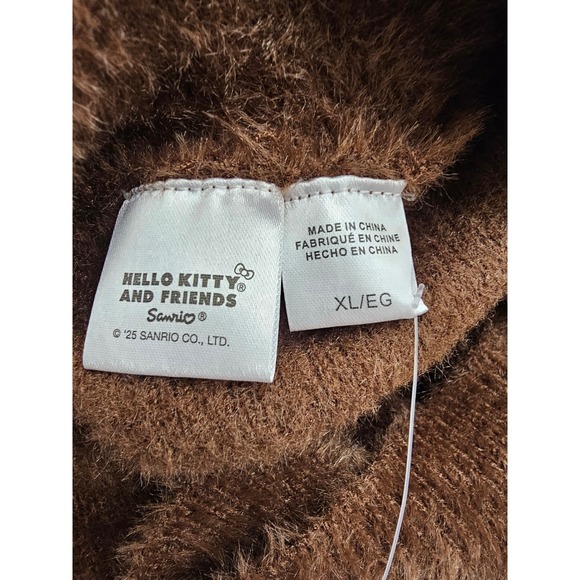 HELLO KITTY®
AND FRIENDS
Sanrio®
© '25 SANRIO CO., LTD.
MADE IN CHINA
FABRIQUÉ EN CHINE
HECHO EN CHINA
XL/EG